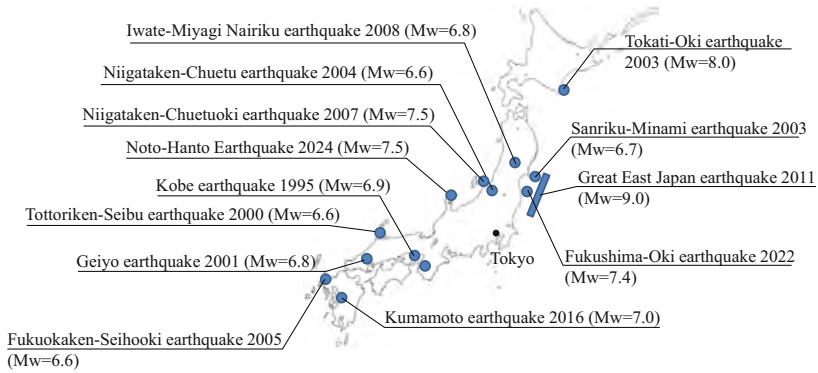 Iwate-Miyagi Nairiku earthquake 2008 (Mw=6.8)
Tokati-Oki earthquake
2003 (Mw=8.0)
Niigataken-Chuetu earthquake 2004 (Mw=6.6)
Niigataken-Chuetuoki earthquake 2007 (Mw=7.5)
Sanriku-Minami earthquake 2003
(Mw=6.7)
Noto-Hanto Earthquake 2024 (Mw=7.5)
Great East Japan earthquake 2011
(Mw=9.0)
Kobe earthquake 1995 (Mw=6.9)
Tottoriken-Seibu earthquake 2000 (Mw=6.6)
Tokyo
Fukushima-Oki earthquake 2022
(Mw=7.4)
Geiyo earthquake 2001 (Mw=6.8)
Kumamoto earthquake 2016 (Mw=7.0)
Fukuokaken-Seihooki earthquake 2005
(Mw=6.6)